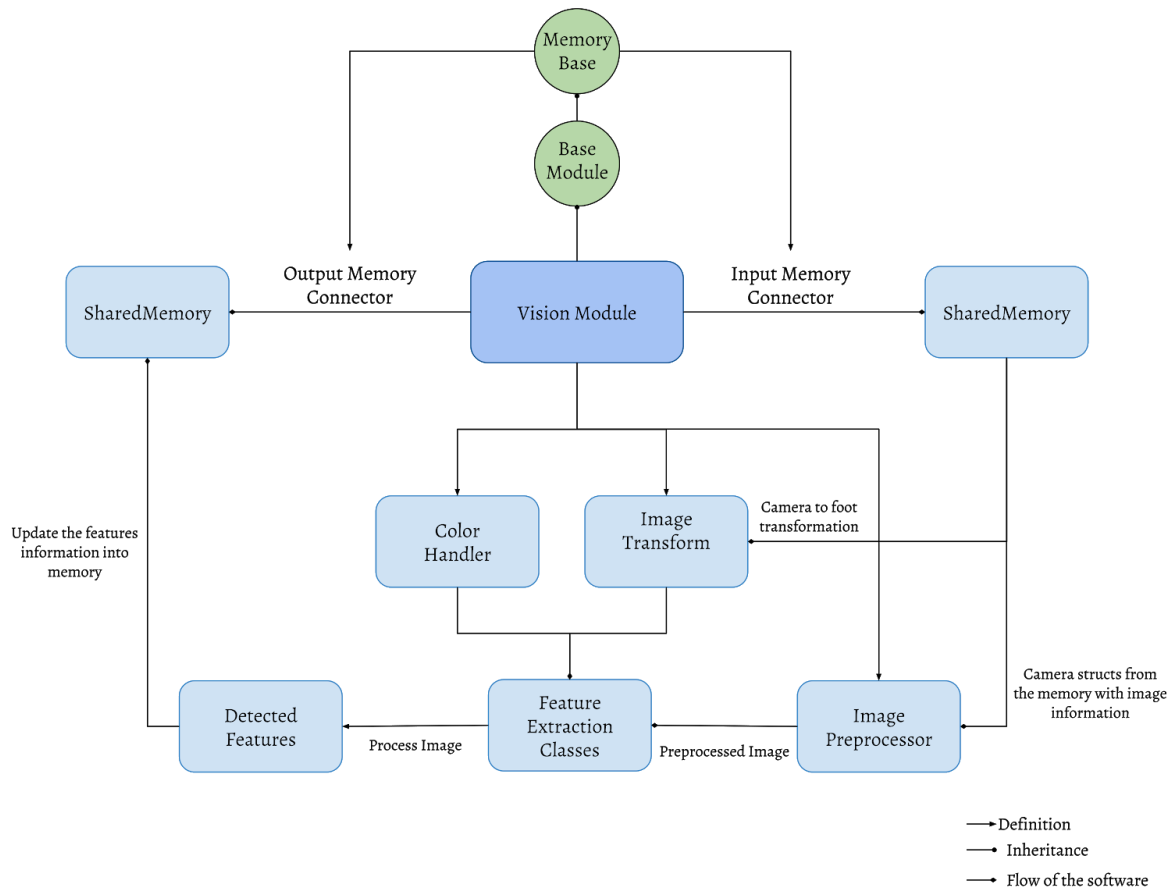 Memory
Base
Base
Module
Output Memory
Connector
Input Memory
Connector
SharedMemory
Vision Module
SharedMemory
Color
Handler
Image
Transform
Camera to foot
transformation
Update the features
information into
memory
Camera structs from
the memory with image
information
Detected
Features
Process Image
Feature
Extraction
Classes
Preprocessed Image
Image
Preprocessor
Definition
Inheritance
Flow of the software